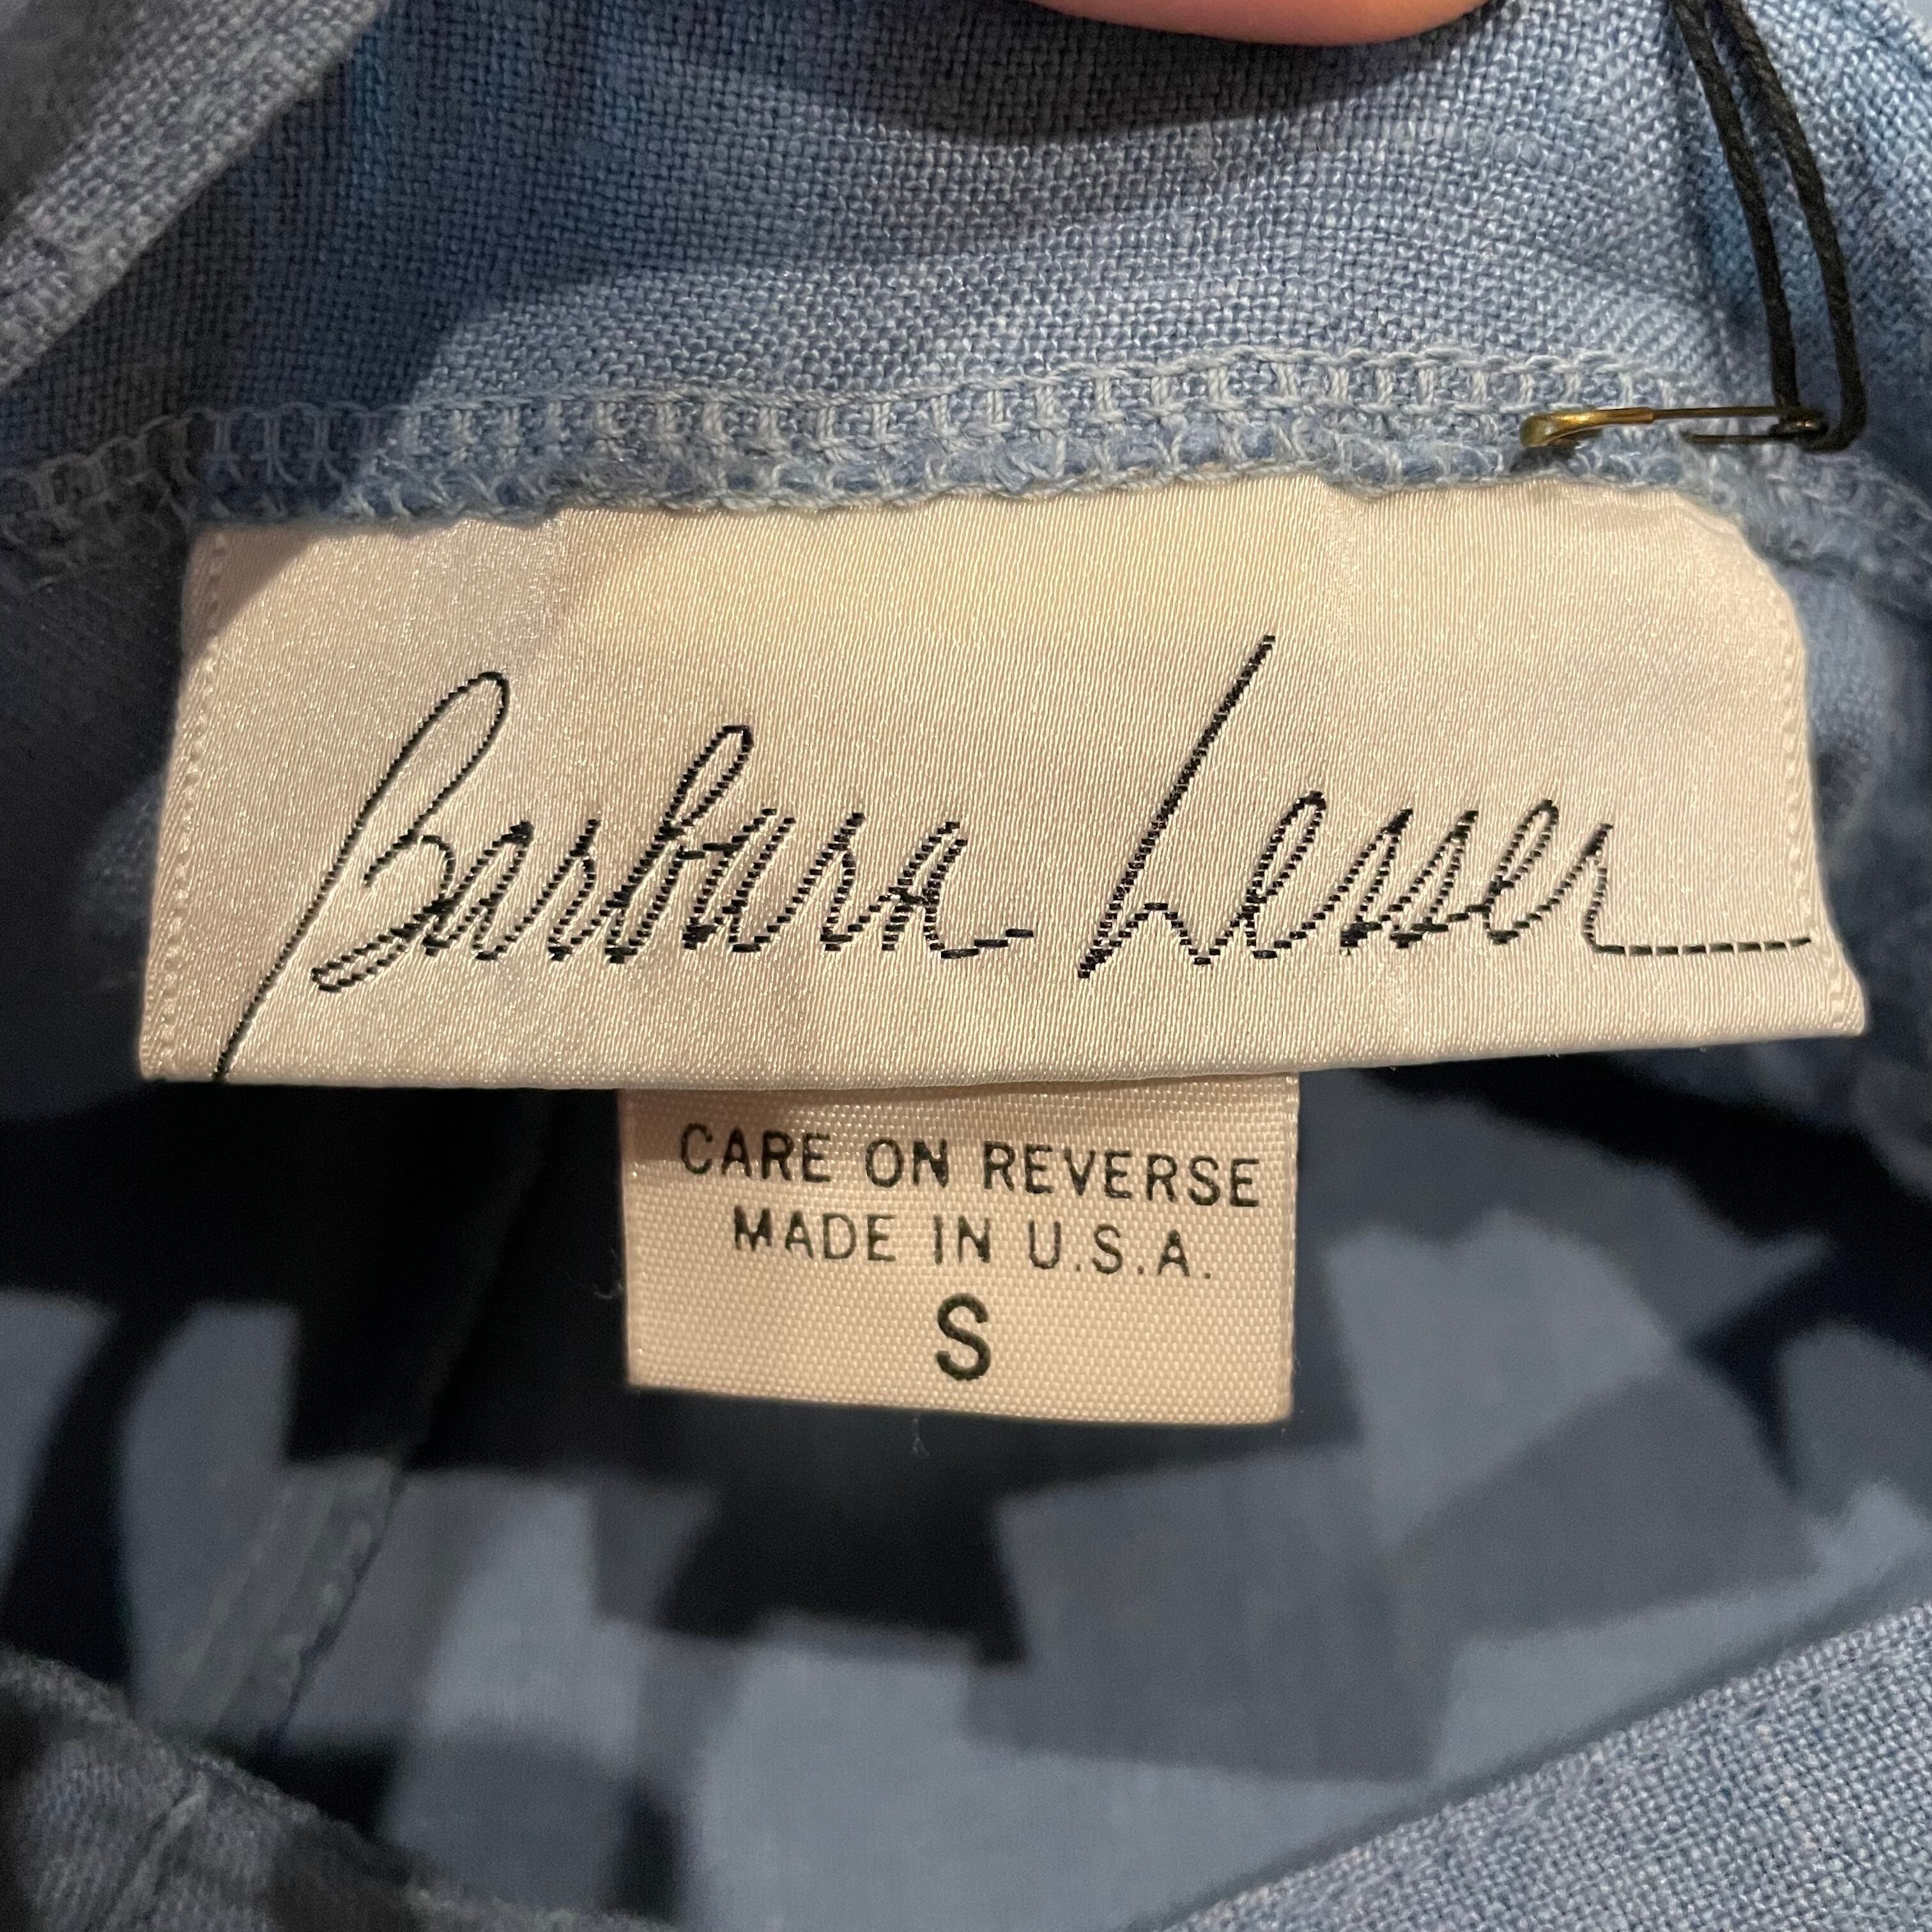 Barbara Lesser
CARE ON REVERSE
MADE IN U.S.A.
S